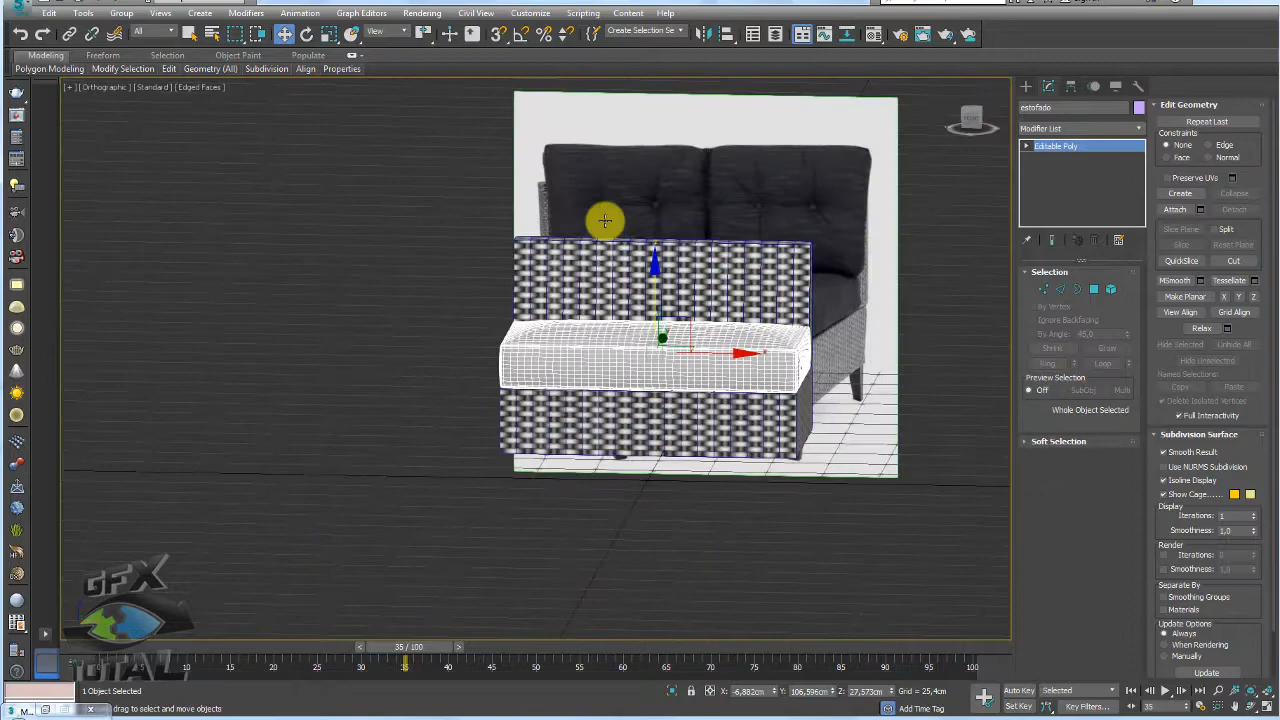 Edit Tools Group Views Create Modifiers Animation Graph Editors Rendering Civil View Customize Scripting Content Help
All View Create Selection Se
Modeling Freeform Selection Object Paint Populate
Polygon Modeling Modify Selection Edit Geometry (All) Subdivision Align Properties
[ + ] [ Orthographic ] [ Standard ] [ Edged Faces ]
FRONT
estofado
Modifier List
Editable Poly
Selection
By Vertex
Ignore Backfacing
By Angle: 45,0
Shrink Grow
Ring Loop
Preview Selection
Off SubObj Multi
Whole Object Selected
Soft Selection
Edit Geometry
Repeat Last
Constraints
None Edge
Face Normal
Preserve UVs
Create Collapse
Attach Detach
Slice Plane Split
Slice Reset Plane
QuickSlice Cut
MSmooth Tessellate
Make Planar X Y Z
View Align Grid Align
Relax
Hide Selected Unhide All
Hide Unselected
Named Selections:
Copy Paste
Delete Isolated Vertices
Full Interactivity
Subdivision Surface
Smooth Result
Use NURMS Subdivision
Isoline Display
Show Cage......
Display
Iterations: 1
Smoothness: 1,0
Render
Iterations: 0
Smoothness: 1,0
Separate By
Smoothing Groups
Materials
Update Options
Always
When Rendering
Manually
Update
GFX
TOTAL
35 / 100
15 20 25 30 35 40 45 50 55 60 65 70 75 80 85 90 95 100
1 Object Selected
X: -6,882cm Y: 106,596cm Z: 27,573cm Grid = 25,4cm
Auto Key Selected
drag to select and move objects
Add Time Tag
Set Key Key Filters... 35